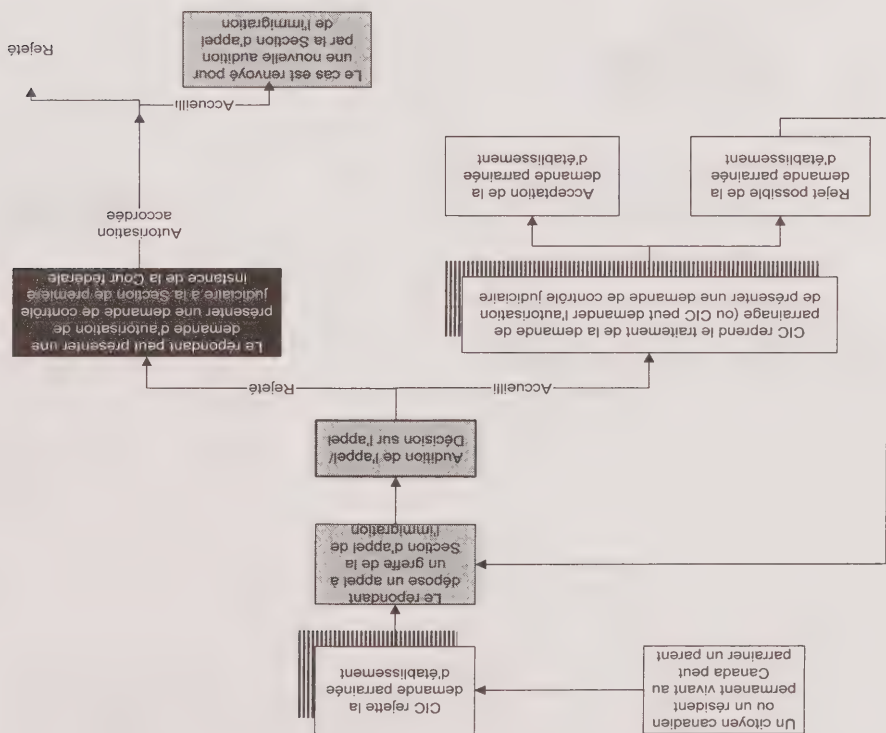 Un citoyen canadien
ou un résident
permanent vivant au
Canada peut
parrainer un parent
CIC rejette la
demande parrainée
d'établissement
Le répondant
dépose un appel à
un greffe de la
Section d'appel de
l'immigration
Audition de l'appel/
Décision sur l'appel
Accueilli
Rejeté
CIC reprend le traitement de la demande de
parrainage (ou CIC peut demander l'autorisation
de présenter une demande de contrôle judiciaire
Le répondant peut présenter une
demande d'autorisation de
présenter une demande de contrôle
judiciaire à la Section de première
instance de la Cour fédérale
Autorisation
accordée
Rejet possible de la
demande parrainée
d'établissement
Acceptation de la
demande parrainée
d'établissement
Accueilli
Le cas est renvoyé pour
une nouvelle audition
par la Section d'appel
de l'immigration
Rejeté